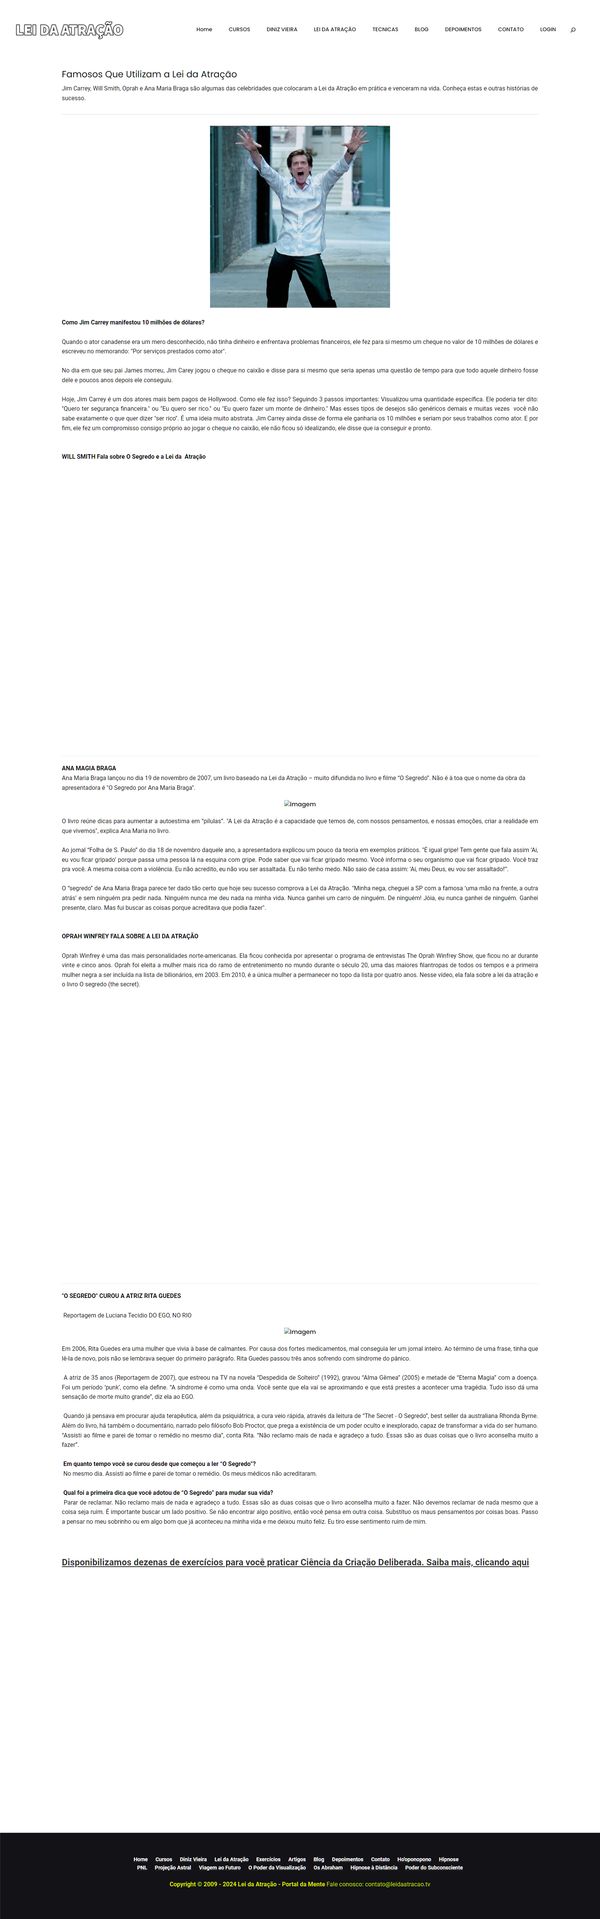 LEI DA ATRAÇÃO
Home CURSOS DINIZ VIEIRA LEI DA ATRAÇÃO TECNICAS BLOG DEPOIMENTOS CONTATO LOGIN
Famosos Que Utilizam a Lei da Atração
Jim Carrey, Will Smith, Oprah e Ana Maria Braga são algumas das celebridades que colocaram a Lei da Atração em prática e venceram na vida. Conheça estas e outras histórias de
sucesso.
Como Jim Carrey manifestou 10 milhões de dólares?
Quando o ator canadense era um mero desconhecido, não tinha dinheiro e enfrentava problemas financeiros, ele fez para si mesmo um cheque no valor de 10 milhões de dólares e
escreveu no memorando: "Por serviços prestados como ator".
No dia em que seu pai James morreu, Jim Carey jogou o cheque no caixão e disse para si mesmo que seria apenas uma questão de tempo para que todo aquele dinheiro fosse
dele e poucos anos depois ele conseguiu.
Hoje, Jim Carrey é um dos atores mais bem pagos de Hollywood. Como ele fez isso? Seguindo 3 passos importantes: Visualizou uma quantidade específica. Ele poderia ter dito:
"Quero ter segurança financeira." ou "Eu quero ser rico." ou "Eu quero fazer um monte de dinheiro." Mas esses tipos de desejos são genéricos demais e muitas vezes você não
sabe exatamente o que quer dizer "ser rico". É uma ideia muito abstrata. Jim Carrey ainda disse de forma ele ganharia os 10 milhões e seriam por seus trabalhos como ator. E por
fim, ele fez um compromisso consigo próprio ao jogar o cheque no caixão, ele não ficou só idealizando, ele disse que ia conseguir e pronto.
WILL SMITH Fala sobre O Segredo e a Lei da Atração
ANA MAGIA BRAGA
Ana Maria Braga lançou no dia 19 de novembro de 2007, um livro baseado na Lei da Atração – muito difundida no livro e filme "O Segredo". Não é à toa que o nome da obra da
apresentadora é "O Segredo por Ana Maria Braga".
Imagem
O livro reúne dicas para aumentar a autoestima em "pílulas". "A Lei da Atração é a capacidade que temos de, com nossos pensamentos, e nossas emoções, criar a realidade em
que vivemos", explica Ana Maria no livro.
Ao jornal "Folha de S. Paulo" do dia 18 de novembro daquele ano, a apresentadora explicou um pouco da teoria em exemplos práticos. "É igual gripe! Tem gente que fala assim 'Ai,
eu vou ficar gripado' porque passa uma pessoa lá na esquina com gripe. Pode saber que vai ficar gripado mesmo. Você informa o seu organismo que vai ficar gripado. Você traz
pra você. A mesma coisa com a violência. Eu não acredito, eu não vou ser assaltada. Eu não tenho medo. Não saio de casa assim: 'Ai, meu Deus, eu vou ser assaltado!'".
O "segredo" de Ana Maria Braga parece ter dado tão certo que hoje seu sucesso comprova a Lei da Atração. "Minha nega, cheguei a SP com a famosa 'uma mão na frente, a outra
atrás' e sem ninguém pra pedir nada. Ninguém nunca me deu nada na minha vida. Nunca ganhei um carro de ninguém. De ninguém! Jóia, eu nunca ganhei de ninguém. Ganhei
presente, claro. Mas fui buscar as coisas porque acreditava que podia fazer".
OPRAH WINFREY FALA SOBRE A LEI DA ATRAÇÃO
Oprah Winfrey é uma das mais personalidades norte-americanas. Ela ficou conhecida por apresentar o programa de entrevistas The Oprah Winfrey Show, que ficou no ar durante
vinte e cinco anos. Oprah foi eleita a mulher mais rica do ramo de entretenimento no mundo durante o século 20, uma das maiores filantropas de todos os tempos e a primeira
mulher negra a ser incluída na lista de bilionários, em 2003. Em 2010, é a única mulher a permanecer no topo da lista por quatro anos. Nesse vídeo, ela fala sobre a lei da atração e
o livro O segredo (the secret).
"O SEGREDO" CUROU A ATRIZ RITA GUEDES
Reportagem de Luciana Tecidio DO EGO, NO RIO
Imagem
Em 2006, Rita Guedes era uma mulher que vivia à base de calmantes. Por causa dos fortes medicamentos, mal conseguia ler um jornal inteiro. Ao término de uma frase, tinha que
lê-la de novo, pois não se lembrava sequer do primeiro parágrafo. Rita Guedes passou três anos sofrendo com síndrome do pânico.
A atriz de 35 anos (Reportagem de 2007), que estreou na TV na novela "Despedida de Solteiro" (1992), gravou "Alma Gêmea" (2005) e metade de "Eterna Magia" com a doença.
Foi um período 'punk', como ela define. "A síndrome é como uma onda. Você sente que ela vai se aproximando e que está prestes a acontecer uma tragédia. Tudo isso dá uma
sensação de morte muito grande", diz ela ao EGO.
Quando já pensava em procurar ajuda terapêutica, além da psiquiátrica, a cura veio rápida, através da leitura de "The Secret - O Segredo", best seller da australiana Rhonda Byrne.
Além do livro, há também o documentário, narrado pelo filósofo Bob Proctor, que prega a existência de um poder oculto e inexplorado, capaz de transformar a vida do ser humano.
"Assisti ao filme e parei de tomar o remédio no mesmo dia", conta Rita. "Não reclamo mais de nada e agradeço a tudo. Essas são as duas coisas que o livro aconselha muito a
fazer".
Em quanto tempo você se curou desde que começou a ler "O Segredo"?
No mesmo dia. Assisti ao filme e parei de tomar o remédio. Os meus médicos não acreditaram.
Qual foi a primeira dica que você adotou de "O Segredo" para mudar sua vida?
Parar de reclamar. Não reclamo mais de nada e agradeço a tudo. Essas são as duas coisas que o livro aconselha muito a fazer. Não devemos reclamar de nada mesmo que a
coisa seja ruim. É importante buscar um lado positivo. Se não encontrar algo positivo, então você pensa em outra coisa. Substituo os maus pensamentos por coisas boas. Passo
a pensar no meu sobrinho ou em algo bom que já aconteceu na minha vida e me deixou muito feliz. Eu tiro esse sentimento ruim de mim.
Disponibilizamos dezenas de exercícios para você praticar Ciência da Criação Deliberada. Saiba mais, clicando aqui
Home Cursos Diniz Vieira Lei da Atração Exercícios Artigos Blog Depoimentos Contato Ho'oponopono Hipnose
PNL Projeção Astral Viagem ao Futuro O Poder da Visualização Os Abraham Hipnose à Distância Poder do Subconsciente
Copyright © 2009 - 2024 Lei da Atração - Portal da Mente Fale conosco: contato@leidaatracao.tv